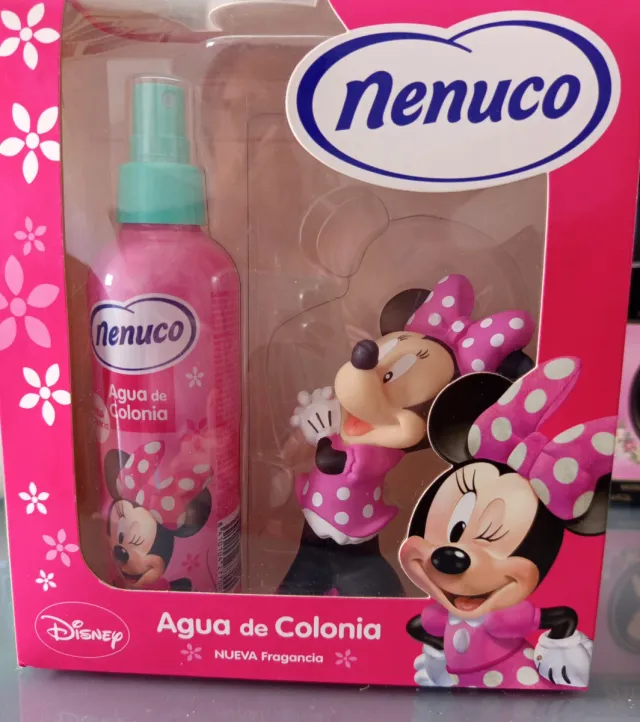 nenuco
nenuco
Agua de
Colonia
Disney
Agua de Colonia
NUEVA Fragancia